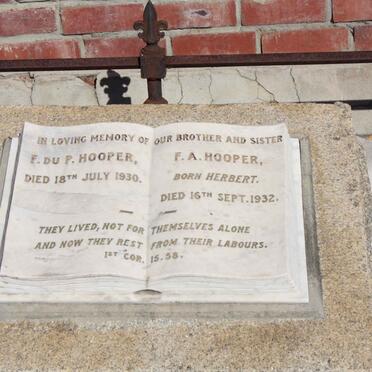 IN LOVING MEMORY OF OUR BROTHER AND SISTER
F. DU P. HOOPER,
DIED 18TH JULY 1930.
F. A. HOOPER,
BORN HERBERT.
DIED 16TH SEPT. 1932.
THEY LIVED, NOT FOR THEMSELVES ALONE
AND NOW THEY REST FROM THEIR LABOURS.
1ST COR. 15.58.